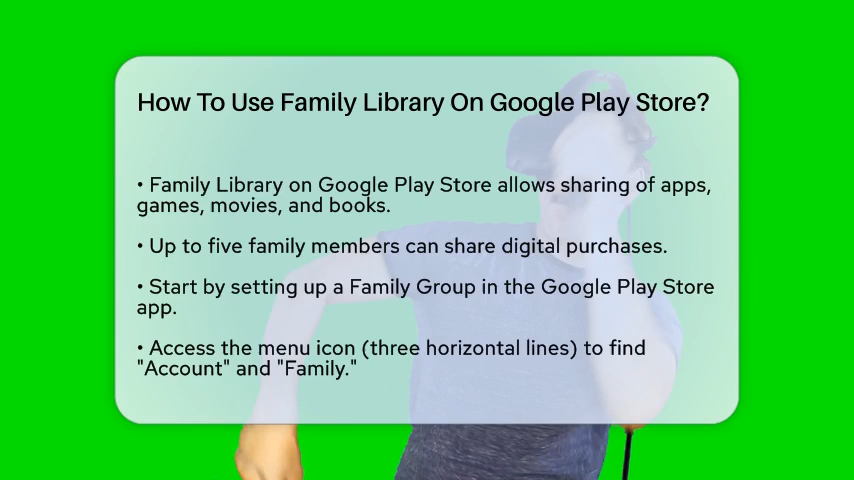 How To Use Family Library On Google Play Store?
• Family Library on Google Play Store allows sharing of apps,
games, movies, and books.
• Up to five family members can share digital purchases.
• Start by setting up a Family Group in the Google Play Store
app.
• Access the menu icon (three horizontal lines) to find
"Account" and "Family."